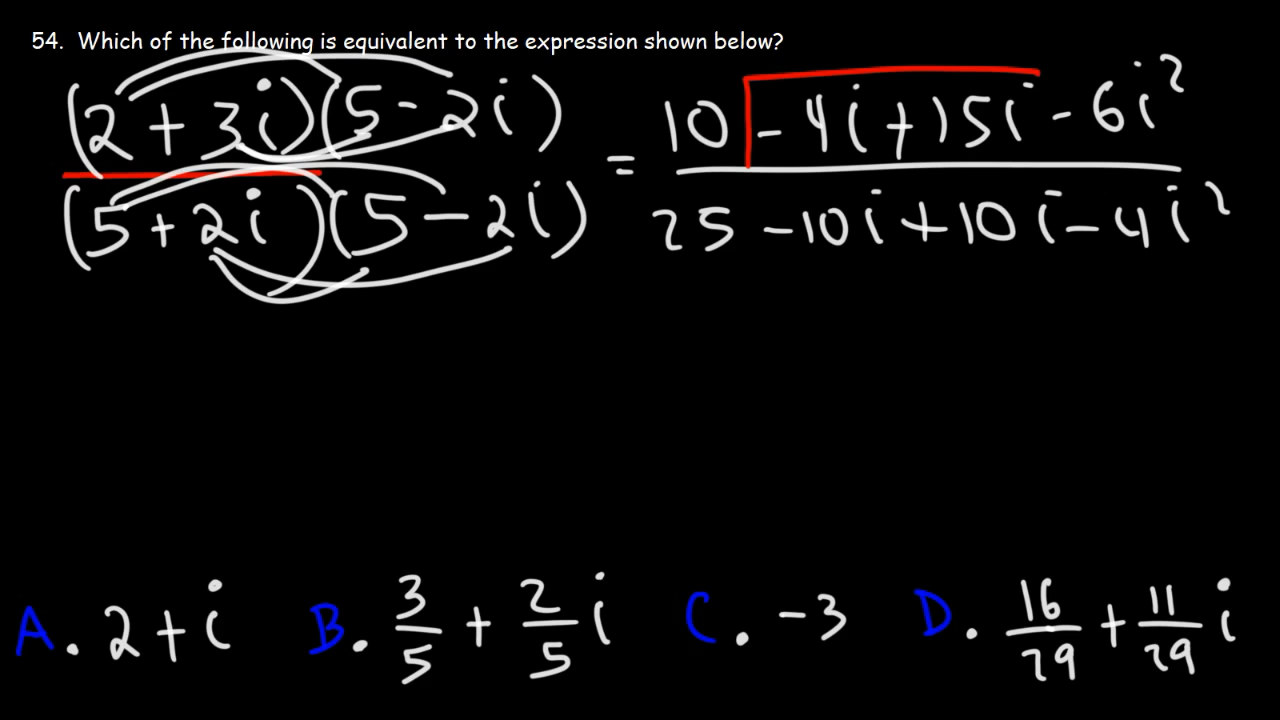 54. Which of the following is equivalent to the expression shown below?
(2 + 3i)(5 - 2i) / (5 + 2i)(5 - 2i) = 10 - 4i + 15i - 6i² / 25 - 10i + 10i - 4i²
A. 2 + i B. 3/5 + 2/5 i C. -3 D. 16/29 + 11/29 i